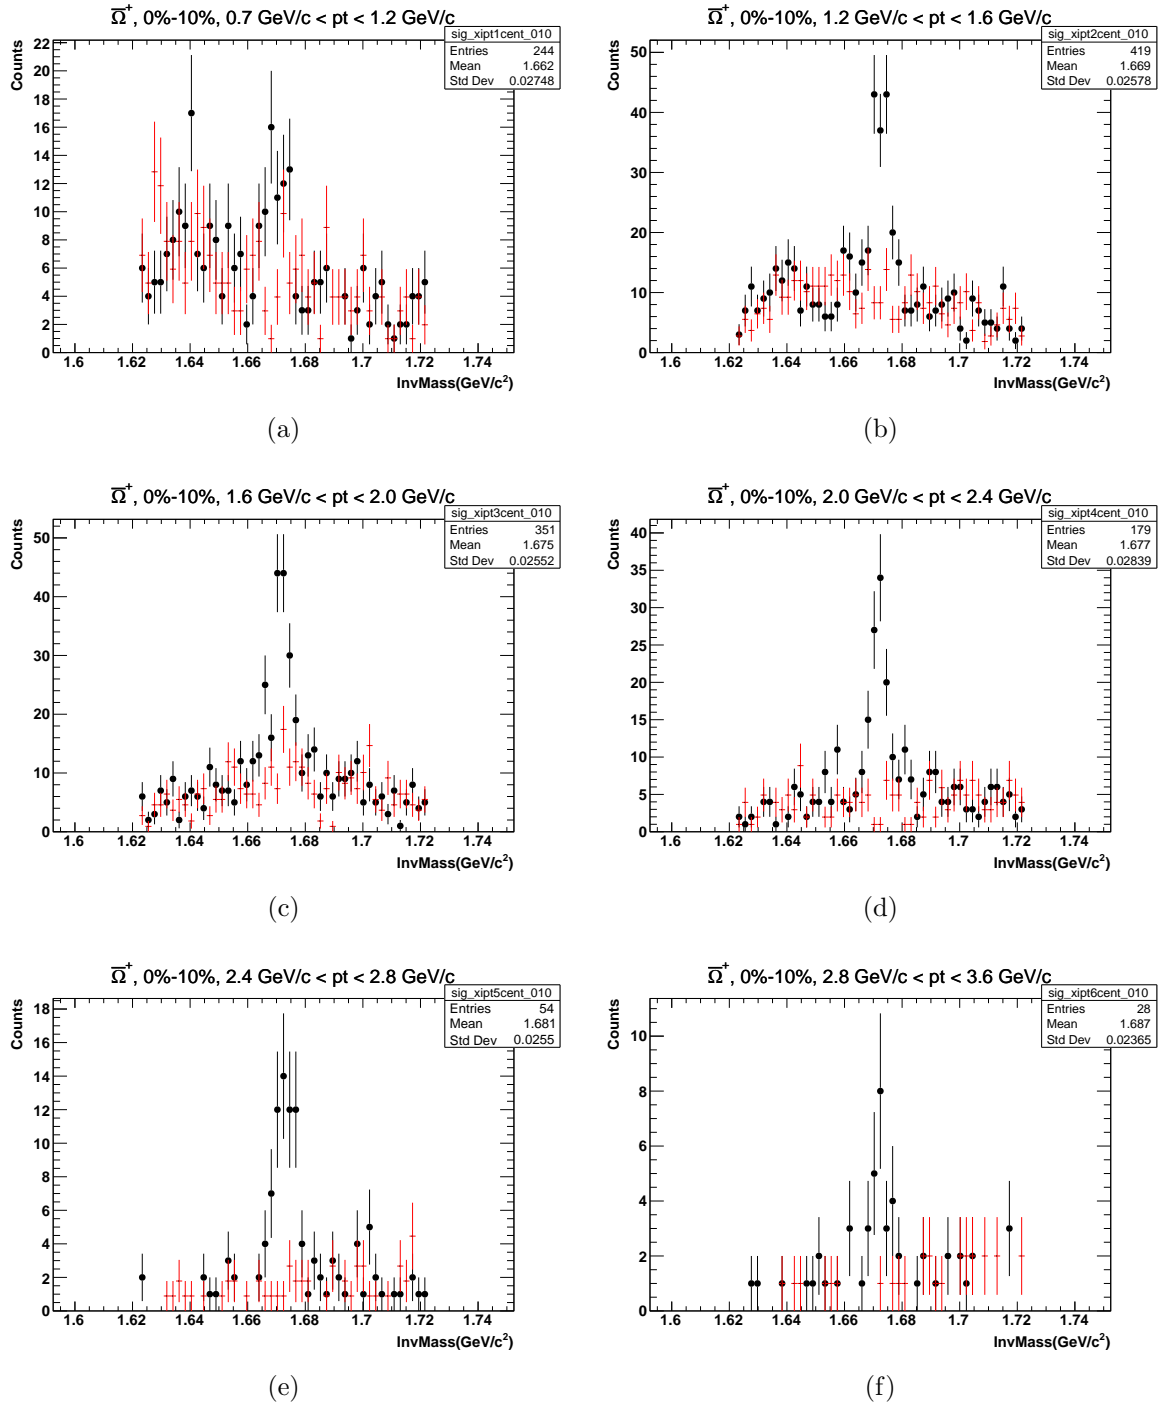 Ω̅⁺, 0%-10%, 0.7 GeV/c < pt < 1.2 GeV/c
sig_xipt1cent_010
Entries 244
Mean 1.662
Std Dev 0.02748
Counts
22
20
18
16
14
12
10
8
6
4
2
0
1.6 1.62 1.64 1.66 1.68 1.7 1.72 1.74
InvMass(GeV/c²)
(a)
Ω̅⁺, 0%-10%, 1.2 GeV/c < pt < 1.6 GeV/c
sig_xipt2cent_010
Entries 419
Mean 1.669
Std Dev 0.02578
Counts
50
40
30
20
10
0
1.6 1.62 1.64 1.66 1.68 1.7 1.72 1.74
InvMass(GeV/c²)
(b)
Ω̅⁺, 0%-10%, 1.6 GeV/c < pt < 2.0 GeV/c
sig_xipt3cent_010
Entries 351
Mean 1.675
Std Dev 0.02552
Counts
50
40
30
20
10
0
1.6 1.62 1.64 1.66 1.68 1.7 1.72 1.74
InvMass(GeV/c²)
(c)
Ω̅⁺, 0%-10%, 2.0 GeV/c < pt < 2.4 GeV/c
sig_xipt4cent_010
Entries 179
Mean 1.677
Std Dev 0.02839
Counts
40
35
30
25
20
15
10
5
0
1.6 1.62 1.64 1.66 1.68 1.7 1.72 1.74
InvMass(GeV/c²)
(d)
Ω̅⁺, 0%-10%, 2.4 GeV/c < pt < 2.8 GeV/c
sig_xipt5cent_010
Entries 54
Mean 1.681
Std Dev 0.0255
Counts
18
16
14
12
10
8
6
4
2
0
1.6 1.62 1.64 1.66 1.68 1.7 1.72 1.74
InvMass(GeV/c²)
(e)
Ω̅⁺, 0%-10%, 2.8 GeV/c < pt < 3.6 GeV/c
sig_xipt6cent_010
Entries 28
Mean 1.687
Std Dev 0.02365
Counts
10
8
6
4
2
0
1.6 1.62 1.64 1.66 1.68 1.7 1.72 1.74
InvMass(GeV/c²)
(f)